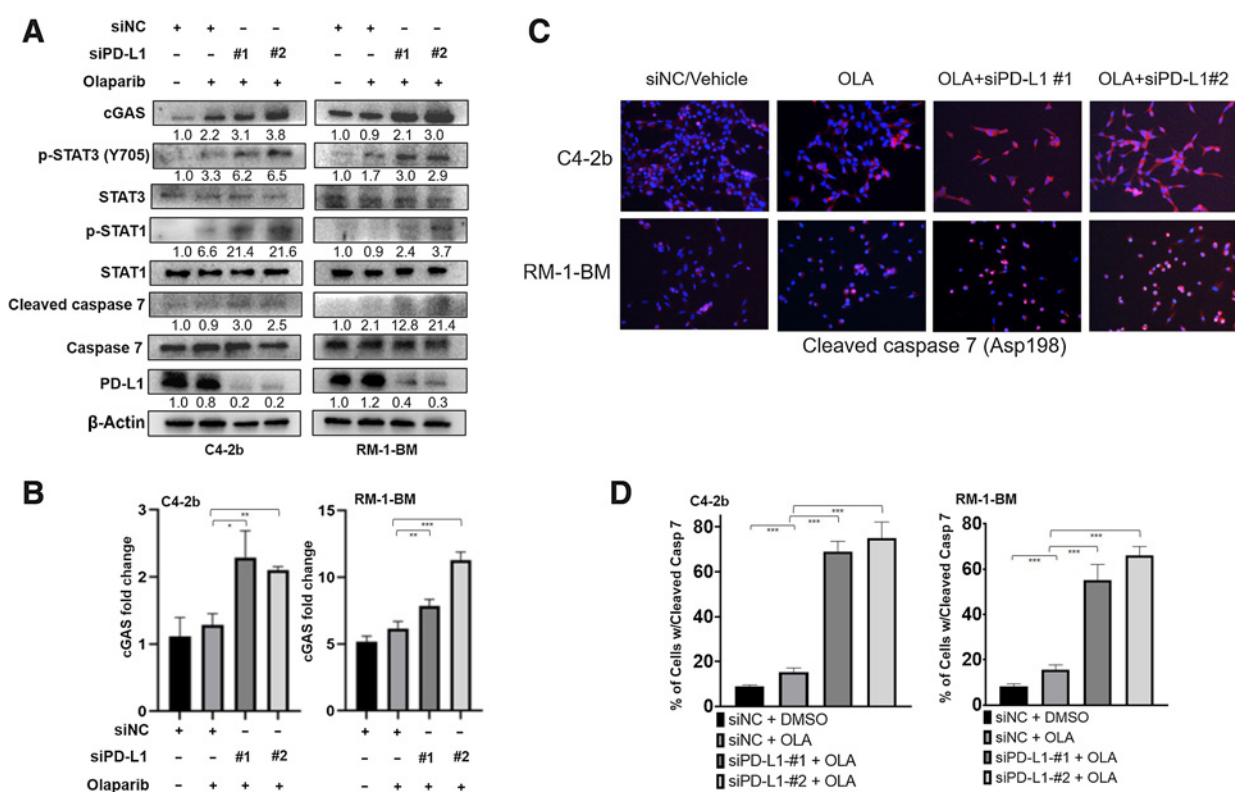 A
siNC + + – – + + – –
siPD-L1 – – #1 #2 – – #1 #2
Olaparib – + + + – + + +
cGAS
1.0 2.2 3.1 3.8 1.0 0.9 2.1 3.0
p-STAT3 (Y705)
1.0 3.3 6.2 6.5 1.0 1.7 3.0 2.9
STAT3
p-STAT1
1.0 6.6 21.4 21.6 1.0 0.9 2.4 3.7
STAT1
Cleaved caspase 7
1.0 0.9 3.0 2.5 1.0 2.1 12.8 21.4
Caspase 7
PD-L1
1.0 0.8 0.2 0.2 1.0 1.2 0.4 0.3
β-Actin
C4-2b RM-1-BM
C
siNC/Vehicle OLA OLA+siPD-L1 #1 OLA+siPD-L1#2
C4-2b
RM-1-BM
Cleaved caspase 7 (Asp198)
B
C4-2b
cGAS fold change
3
2
1
0
* **
RM-1-BM
cGAS fold change
15
10
5
0
** ***
siNC + + – – + + – –
siPD-L1 – – #1 #2 – – #1 #2
Olaparib – + + + – + + +
D
C4-2b
% of Cells w/Cleaved Casp 7
80
60
40
20
0
*** *** ***
siNC + DMSO
siNC + OLA
siPD-L1-#1 + OLA
siPD-L1-#2 + OLA
RM-1-BM
% of Cells w/Cleaved Casp 7
80
60
40
20
0
*** *** ***
siNC + DMSO
siNC + OLA
siPD-L1-#1 + OLA
siPD-L1-#2 + OLA